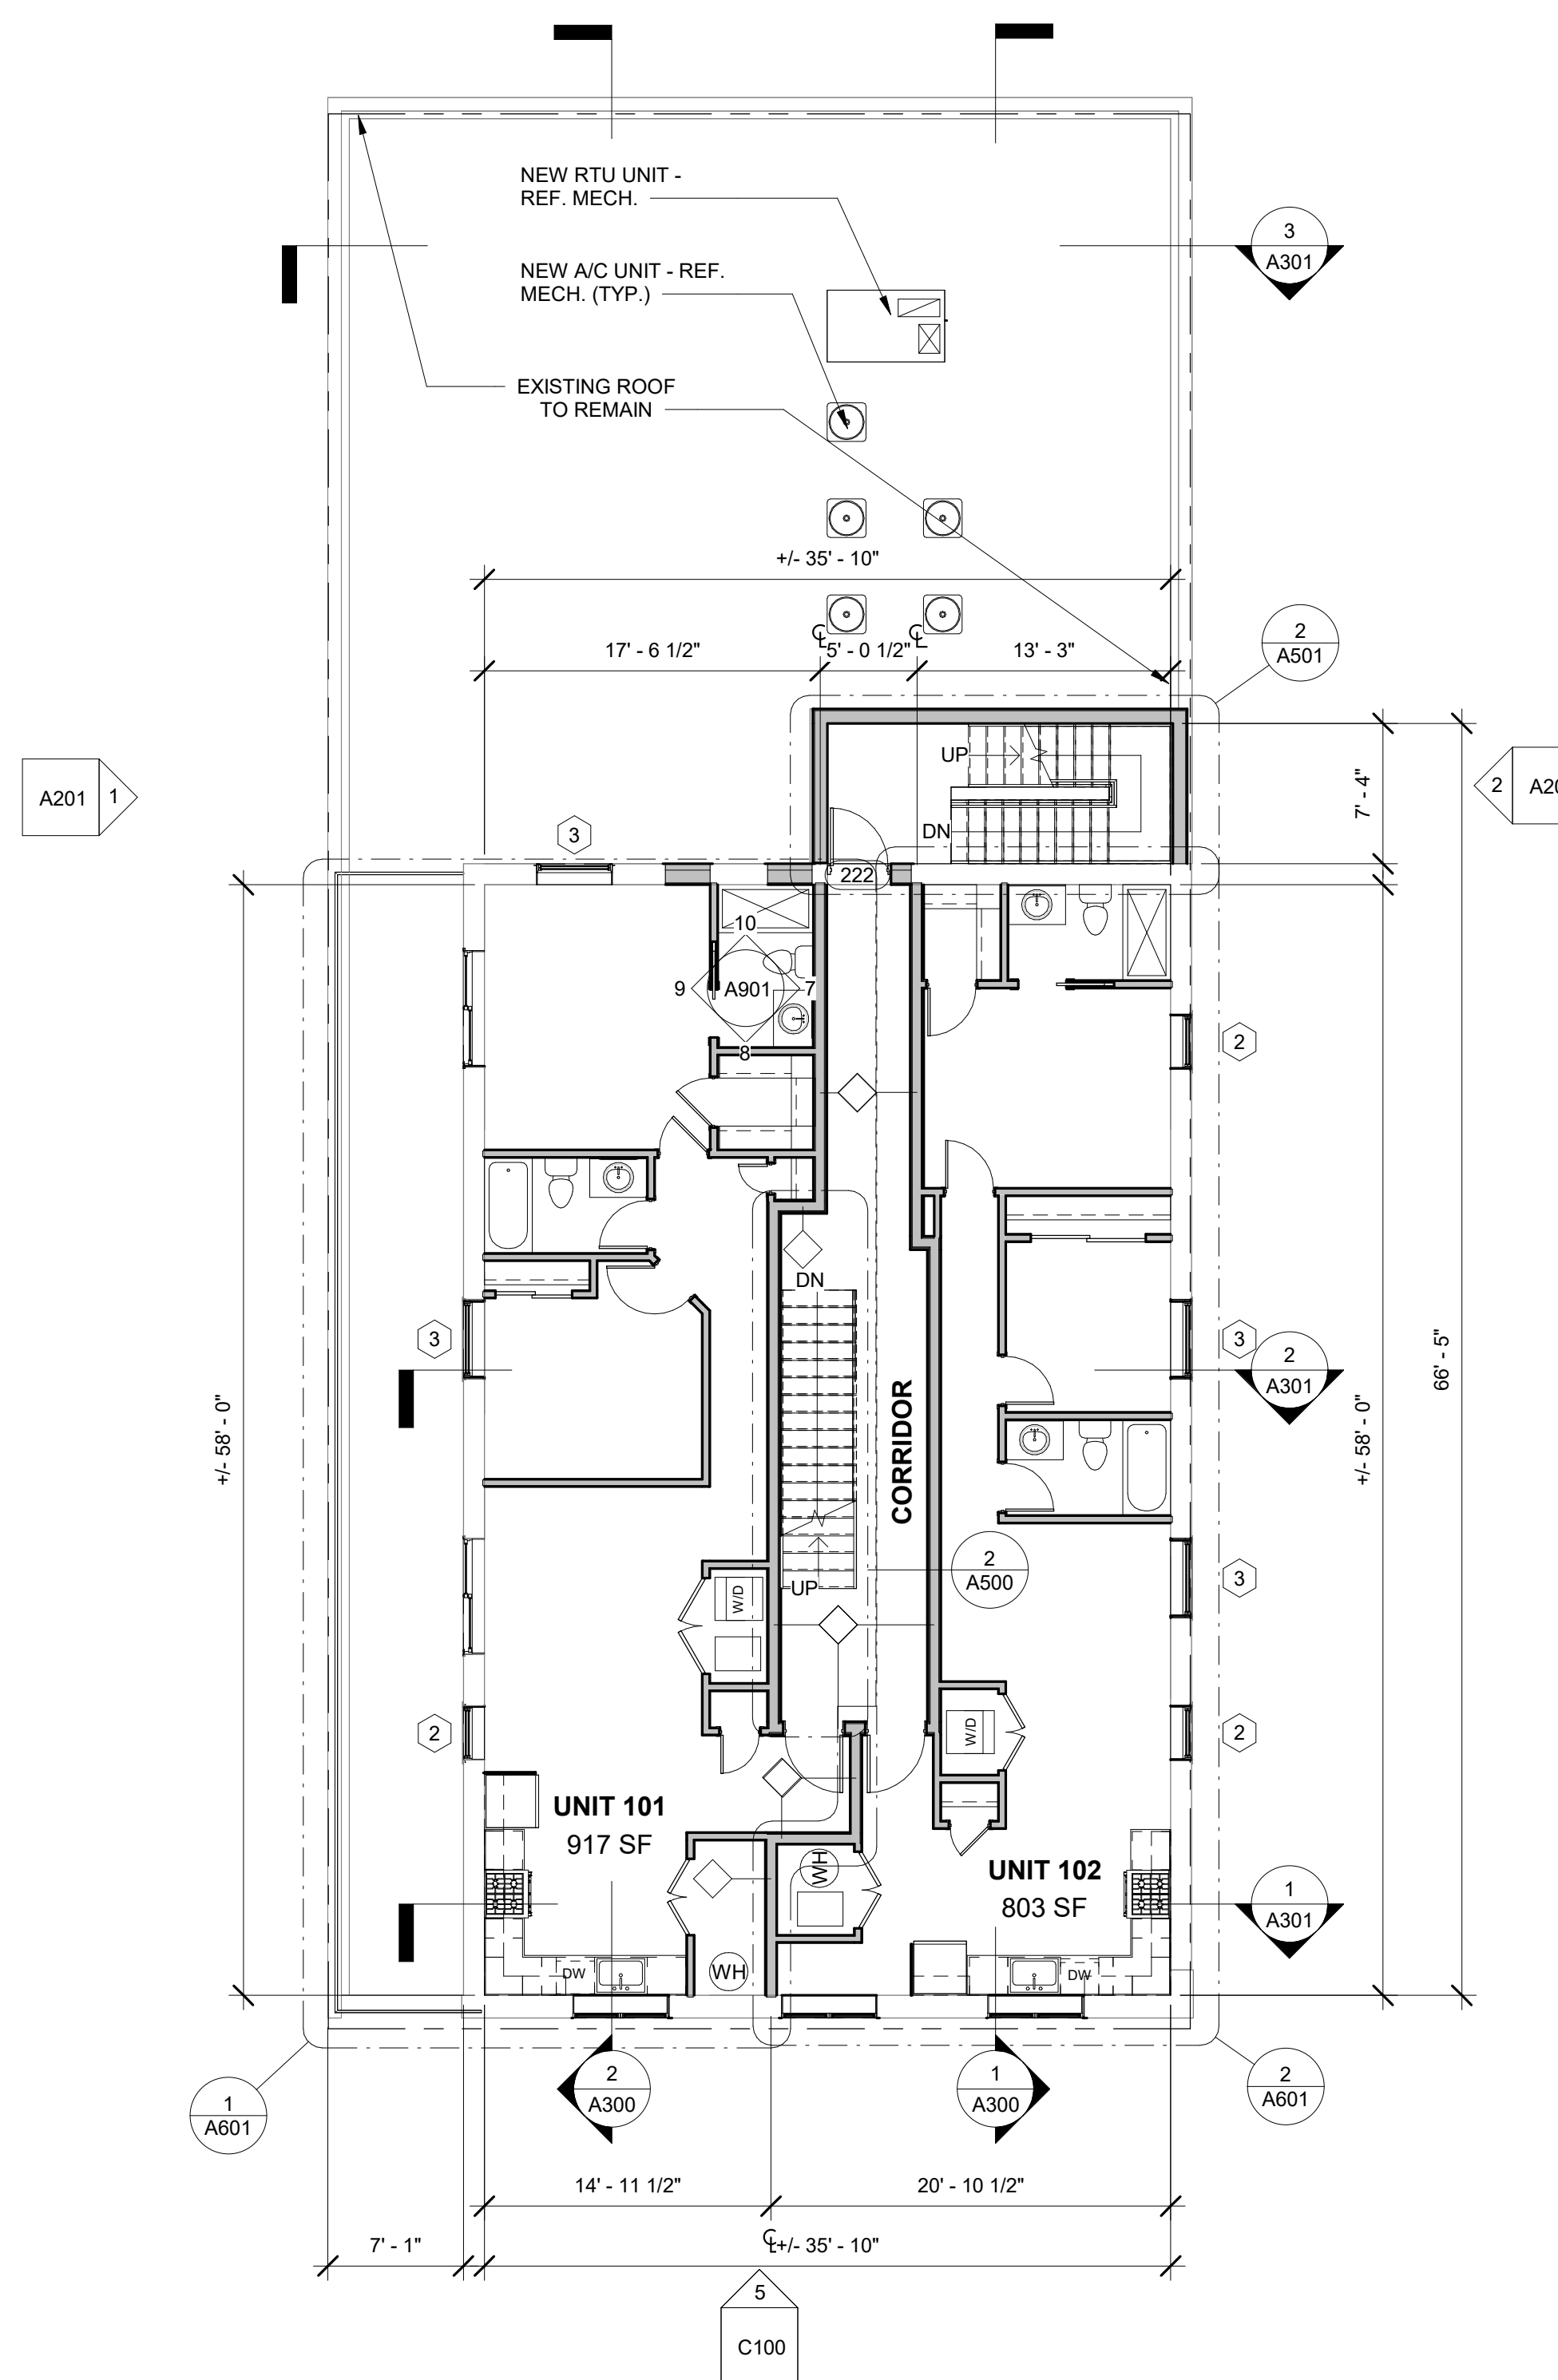 NEW RTU UNIT -
REF. MECH.
3
A301
NEW A/C UNIT - REF.
MECH. (TYP.)
EXISTING ROOF
TO REMAIN
+/- 35' - 10"
17' - 6 1/2"
℄
5' - 0 1/2"
℄
13' - 3"
2
A501
UP
DN
7' - 4"
A201
1
2
3
222
10
9
A901
7
8
2
DN
3
3
2
A301
+/- 58' - 0"
+/- 58' - 0"
66' - 5"
CORRIDOR
2
A500
UP
W/D
3
2
W/D
2
UNIT 101
917 SF
WH
UNIT 102
803 SF
1
A301
DW
WH
DW
2
A300
1
A300
1
A601
2
A601
14' - 11 1/2"
20' - 10 1/2"
7' - 1"
℄
+/- 35' - 10"
5
C100